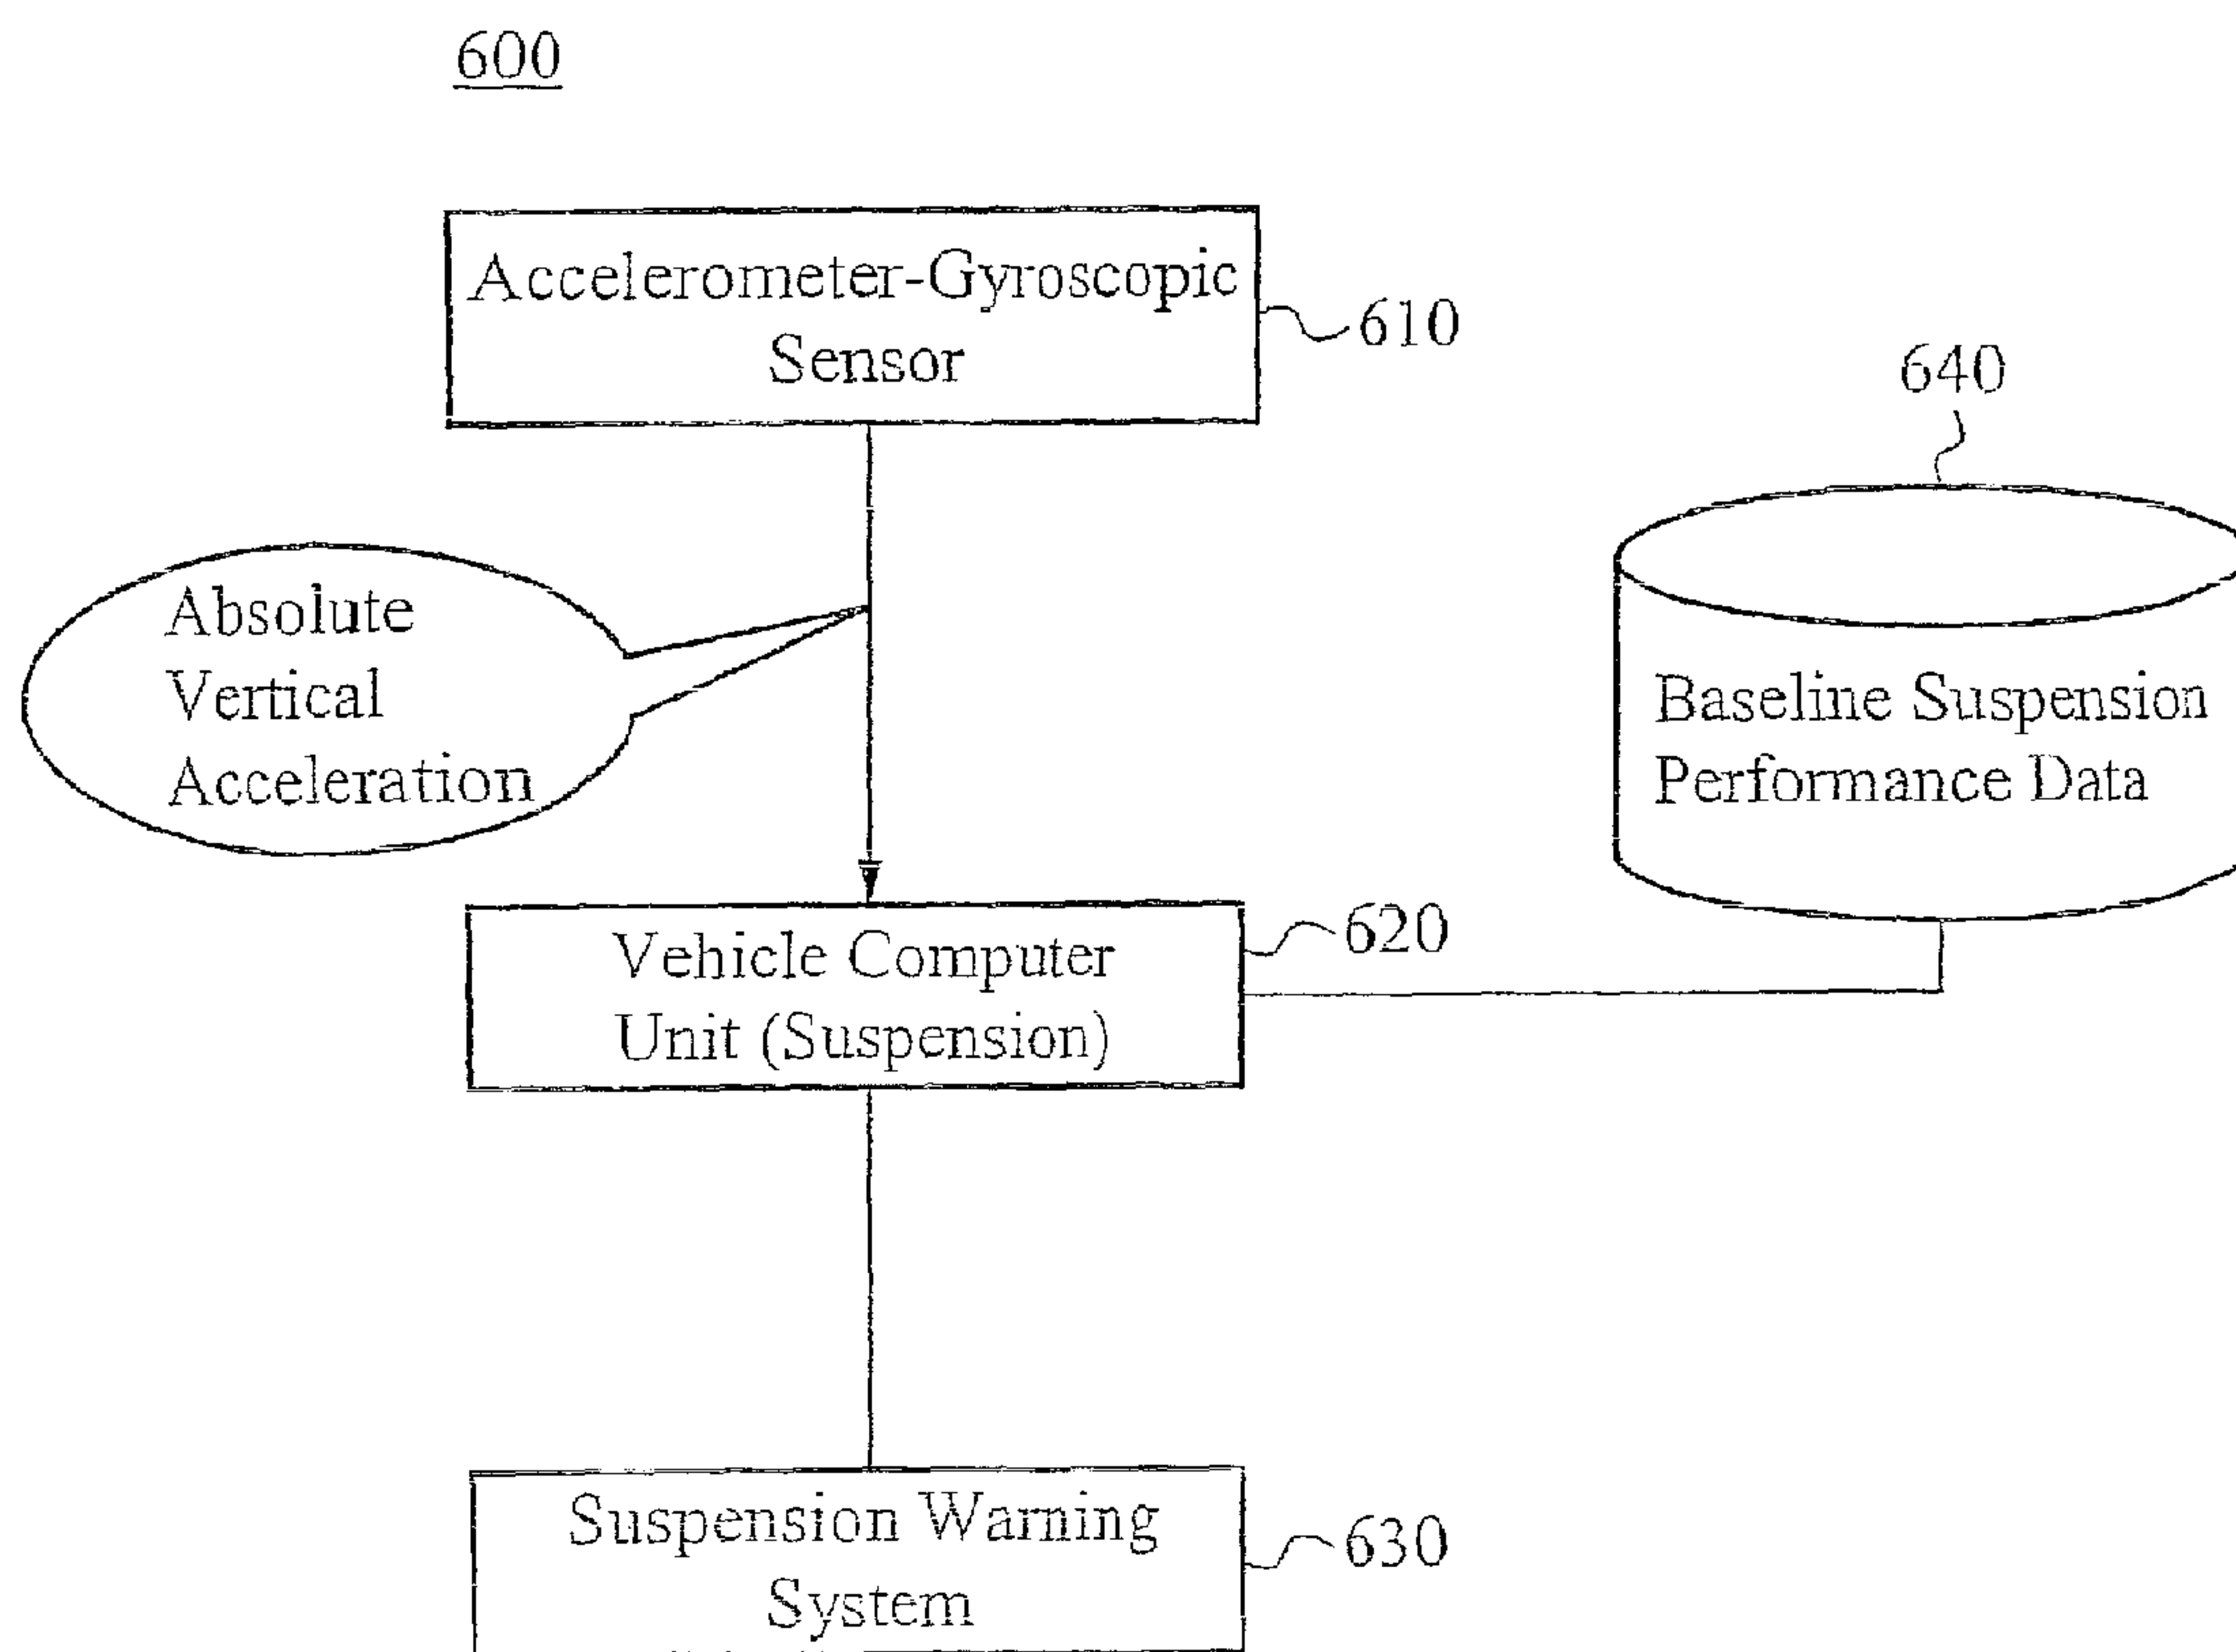 600
Accelerometer-Gyroscopic
Sensor
610
640
Absolute
Vertical
Acceleration
Baseline Suspension
Performance Data
Vehicle Computer
Unit (Suspension)
620
Suspension Warning
System
630